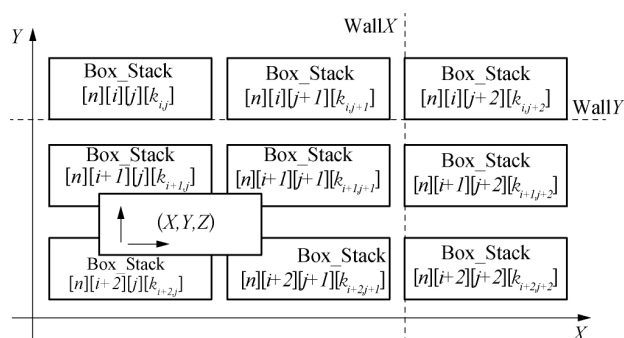 WallX
Y
Box_Stack
[n][i][j][k_{i,j}]
Box_Stack
[n][i][j+1][k_{i,j+1}]
Box_Stack
[n][i][j+2][k_{i,j+2}]
WallY
Box_Stack
[n][i+1][j][k_{i+1,j}]
Box_Stack
[n][i+1][j+1][k_{i+1,j+1}]
Box_Stack
[n][i+1][j+2][k_{i+1,j+2}]
(X,Y,Z)
Box_Stack
[n][i+2][j][k_{i+2,j}]
Box_Stack
[n][i+2][j+1][k_{i+2,j+1}]
Box_Stack
[n][i+2][j+2][k_{i+2,j+2}]
X